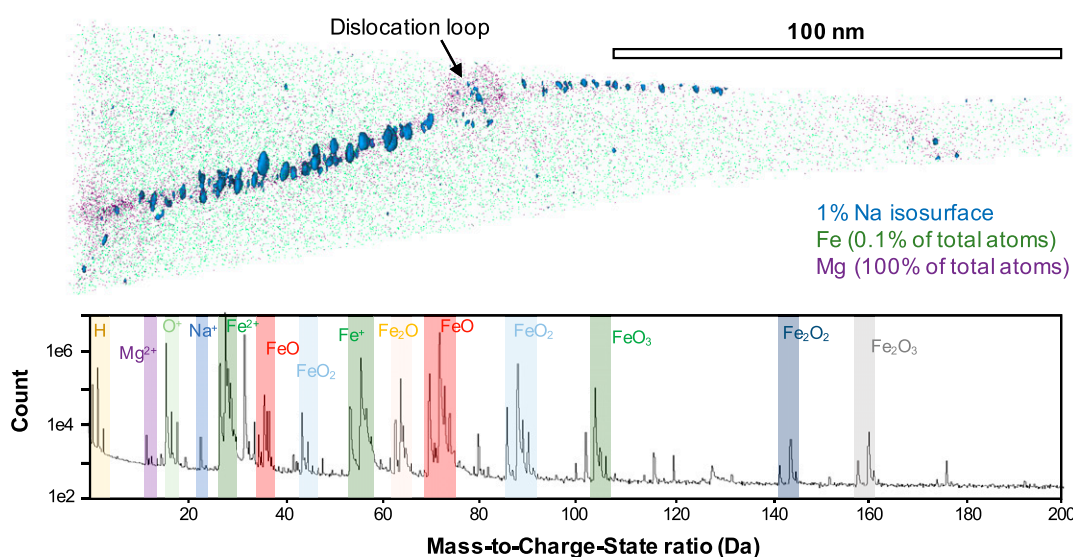 Dislocation loop
100 nm
1% Na isosurface
Fe (0.1% of total atoms)
Mg (100% of total atoms)
H
Mg²⁺
O⁺
Na⁺
Fe²⁺
FeO
FeO₂
Fe⁺
Fe₂O
FeO
FeO₂
FeO₃
Fe₂O₂
Fe₂O₃
1e6
1e4
1e2
Count
20 40 60 80 100 120 140 160 180 200
Mass-to-Charge-State ratio (Da)